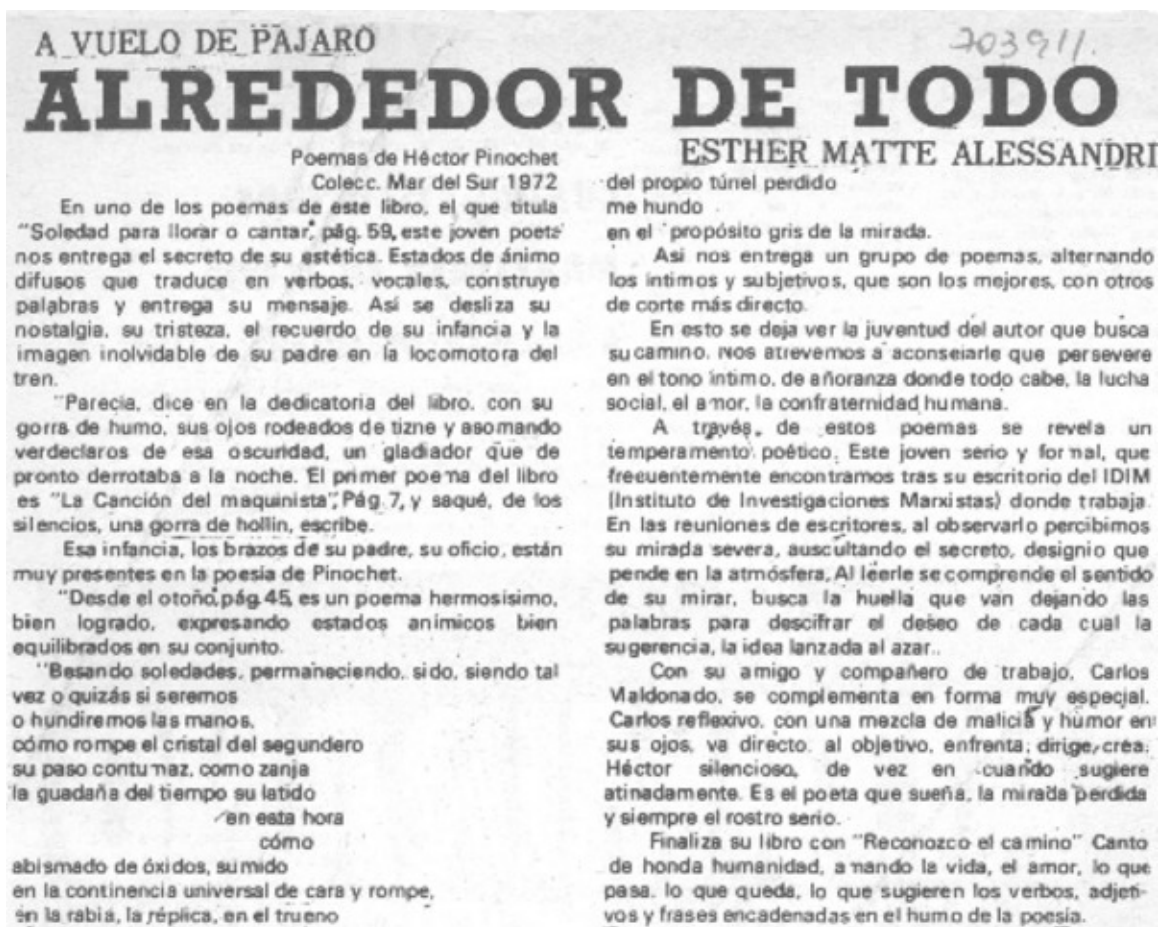 A VUELO DE PAJARO
703911.
ALREDEDOR DE TODO
ESTHER MATTE ALESSANDRI
Poemas de Héctor Pinochet
Colecc. Mar del Sur 1972
En uno de los poemas de este libro, el que titula
"Soledad para llorar o cantar", pág. 59, este joven poeta
nos entrega el secreto de su estética. Estados de ánimo
difusos que traduce en verbos, vocales, construye
palabras y entrega su mensaje. Así se desliza su
nostalgia, su tristeza, el recuerdo de su infancia y la
imagen inolvidable de su padre en la locomotora del
tren.
"Parecia, dice en la dedicatoria del libro, con su
gorra de humo, sus ojos rodeados de tizne y asomando
verdeclaros de esa oscuridad, un gladiador que de
pronto derrotaba a la noche. El primer poema del libro
es "La Canción del maquinista", Pág. 7, y saqué, de los
silencios, una gorra de hollín, escribe.
Esa infancia, los brazos de su padre, su oficio, están
muy presentes en la poesía de Pinochet.
"Desde el otoño, pág. 45, es un poema hermosísimo,
bien logrado, expresando estados anímicos bien
equilibrados en su conjunto.
"Besando soledades, permaneciendo, sido, siendo tal
vez o quizás si seremos
o hundiremos las manos,
cómo rompe el cristal del segundero
su paso contumaz, como zanja
la guadaña del tiempo su latido
en esta hora
cómo
abismado de óxidos, sumido
en la continencia universal de cara y rompe,
en la rabia, la réplica, en el trueno
del propio túnel perdido
me hundo
en el propósito gris de la mirada.
Así nos entrega un grupo de poemas, alternando
los íntimos y subjetivos, que son los mejores, con otros
de corte más directo.
En esto se deja ver la juventud del autor que busca
su camino. Nos atrevemos a aconsejarle que persevere
en el tono íntimo, de añoranza donde todo cabe, la lucha
social, el amor, la confraternidad humana.
A través, de estos poemas se revela un
temperamento poético. Este joven serio y formal, que
frecuentemente encontramos tras su escritorio del IDIM
(Instituto de Investigaciones Marxistas) donde trabaja.
En las reuniones de escritores, al observarlo percibimos
su mirada severa, auscultando el secreto, designio que
pende en la atmósfera. Al leerle se comprende el sentido
de su mirar, busca la huella que van dejando las
palabras para descifrar el deseo de cada cual la
sugerencia, la idea lanzada al azar..
Con su amigo y compañero de trabajo, Carlos
Maldonado, se complementa en forma muy especial.
Carlos reflexivo, con una mezcla de malicia y humor en
sus ojos, va directo al objetivo, enfrenta, dirige, crea.
Héctor silencioso, de vez en cuando sugiere
atinadamente. Es el poeta que sueña, la mirada perdida
y siempre el rostro serio.
Finaliza su libro con "Reconozco el camino" Canto
de honda humanidad, amando la vida, el amor, lo que
pasa, lo que queda, lo que sugieren los verbos, adjeti-
vos y frases encadenadas en el humo de la poesía.